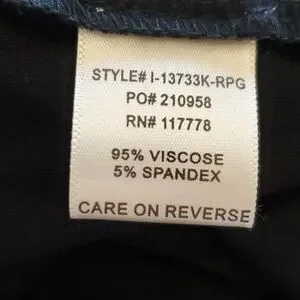 STYLE# I-13733K-RPG
PO# 210958
RN# 117778
95% VISCOSE
5% SPANDEX
CARE ON REVERSE